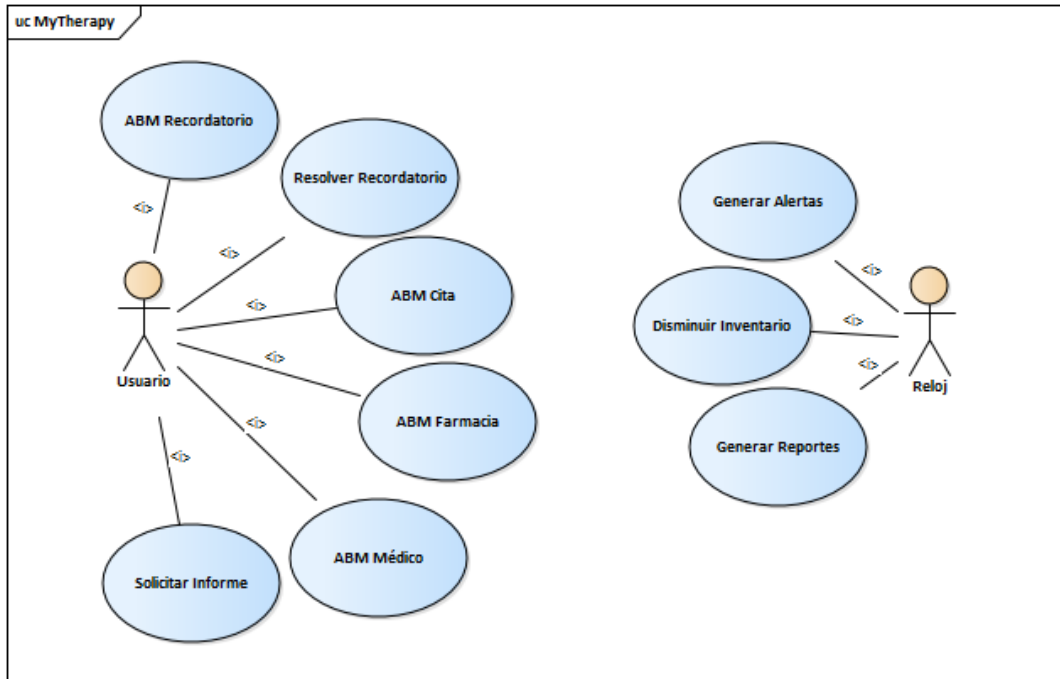 uc MyTherapy
ABM Recordatorio
Resolver Recordatorio
<i>
<i>
ABM Cita
<i>
Usuario
<i>
ABM Farmacia
<i>
<i>
ABM Médico
Solicitar Informe
Generar Alertas
<i>
Disminuir Inventario
<i>
Reloj
<i>
Generar Reportes